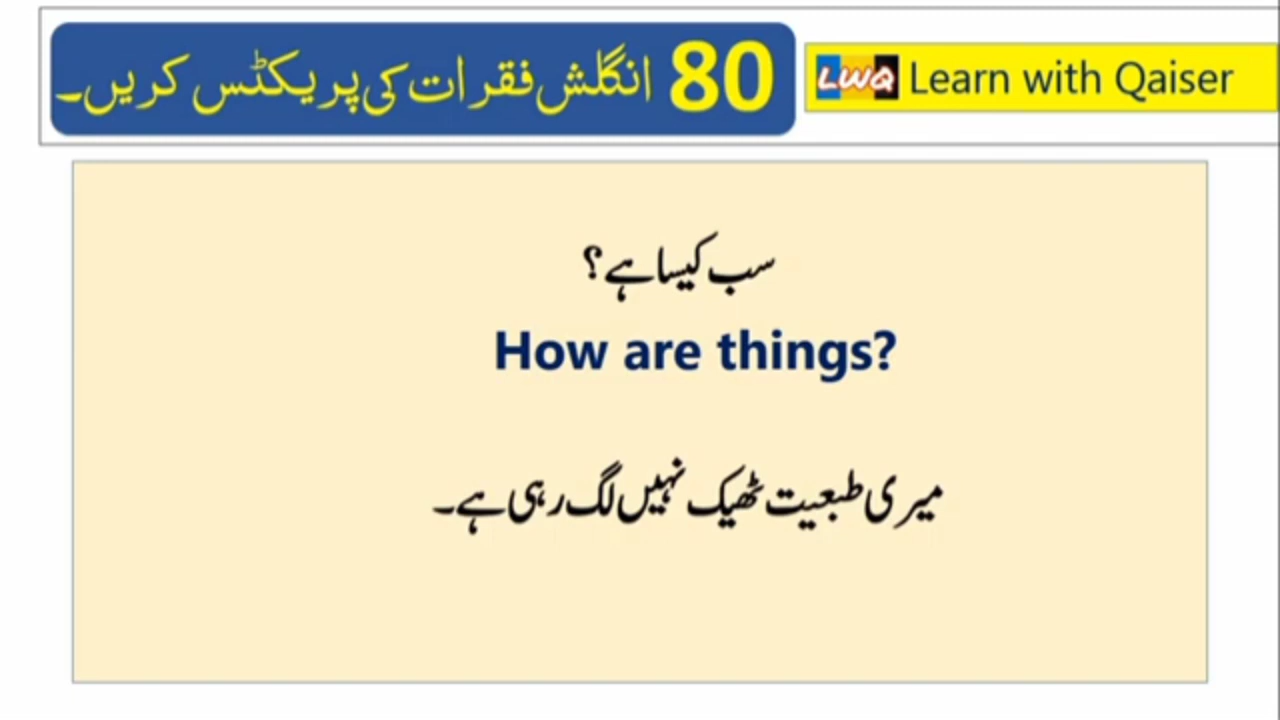 80 انگلش فقرات کی پریکٹس کریں۔
LWQ Learn with Qaiser
سب کیسا ہے؟
How are things?
میری طبعیت ٹھیک نہیں لگ رہی ہے۔